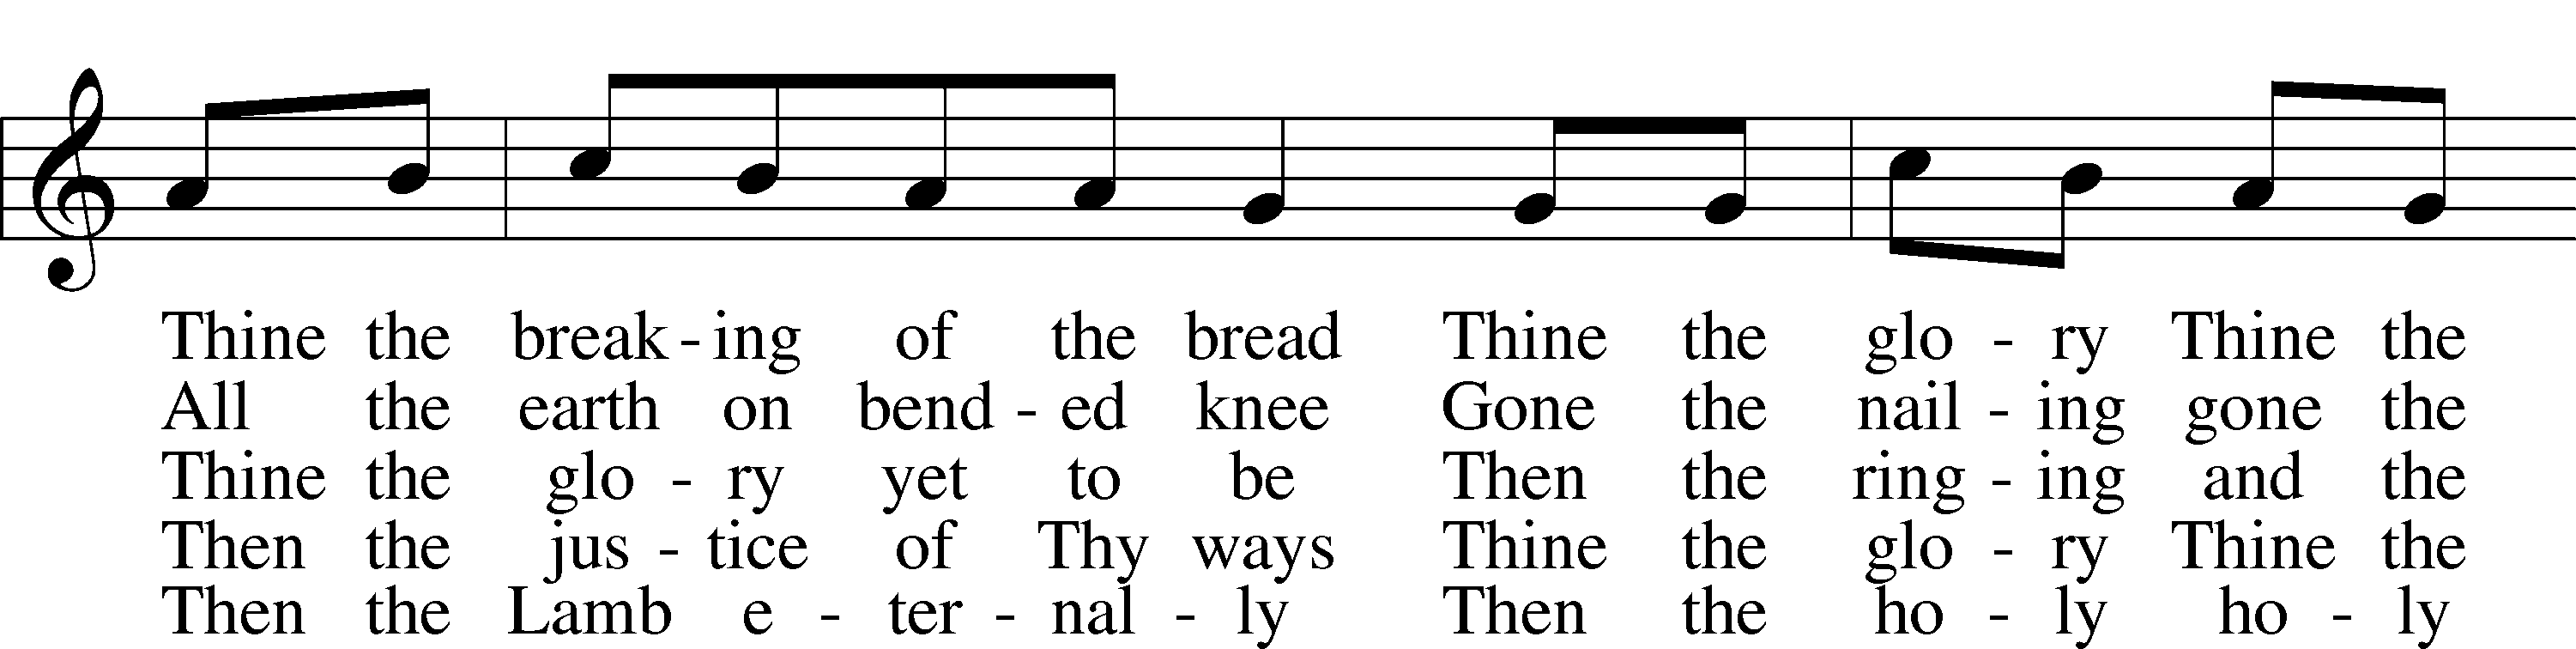 Thine the break - ing of the bread Thine the glo - ry Thine the
All the earth on bend - ed knee Gone the nail - ing gone the
Thine the glo - ry yet to be Then the ring - ing and the
Then the jus - tice of Thy ways Thine the glo - ry Thine the
Then the Lamb e - ter - nal - ly Then the ho - ly ho - ly